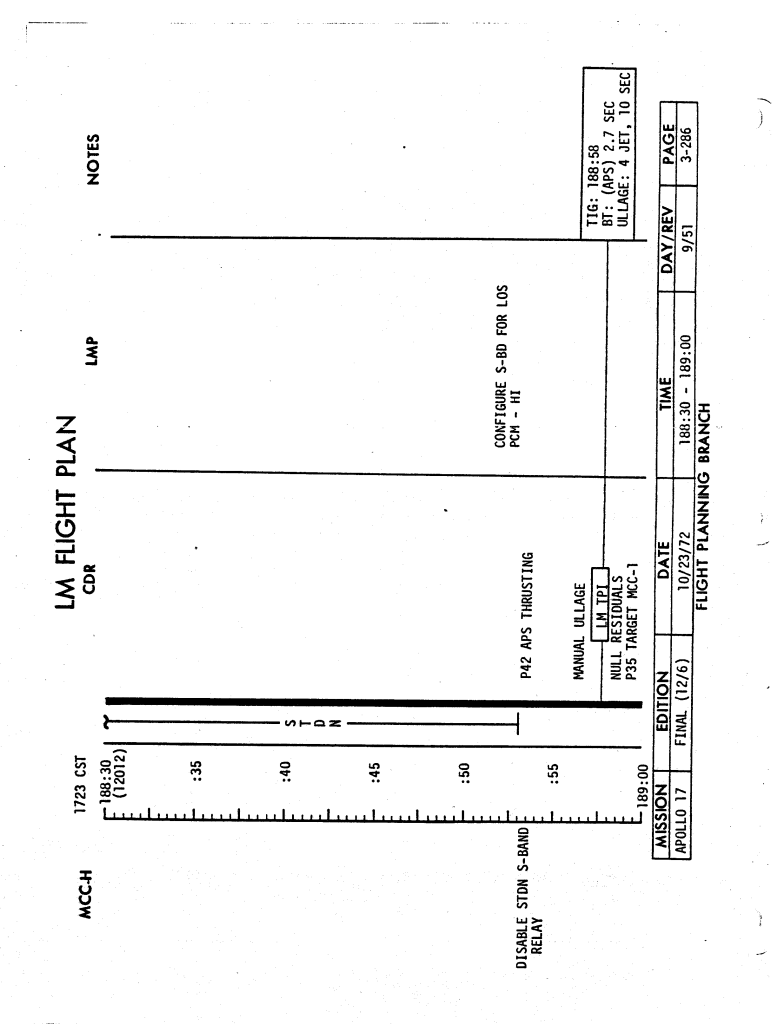 LM FLIGHT PLAN
MCC-H
1723 CST
CDR
LMP
NOTES
188:30
(12012)
:35
:40
:45
:50
:55
189:00
STDN
DISABLE STDN S-BAND
RELAY
P42 APS THRUSTING
MANUAL ULLAGE
LM TPI
NULL RESIDUALS
P35 TARGET MCC-1
CONFIGURE S-BD FOR LOS
PCM - HI
TIG: 188:58
BT: (APS) 2.7 SEC
ULLAGE: 4 JET, 10 SEC
MISSION EDITION DATE TIME DAY/REV PAGE
APOLLO 17 FINAL (12/6) 10/23/72 188:30 - 189:00 9/51 3-286
FLIGHT PLANNING BRANCH